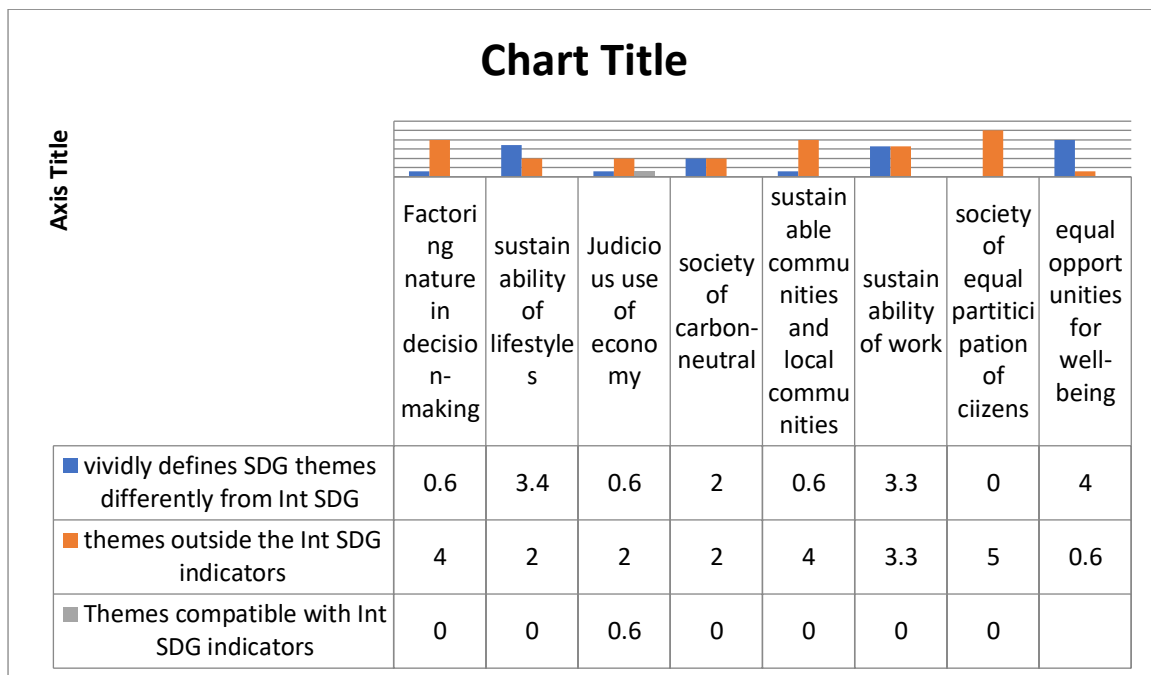 Chart Title
Axis Title
Factori
ng
nature
in
decisio
n-
making
sustain
ability
of
lifestyle
s
Judicio
us use
of
econo
my
society
of
carbon-
neutral
sustain
able
commu
nities
and
local
commu
nities
sustain
ability
of work
society
of
equal
partitici
pation
of
ciizens
equal
opport
unities
for
well-
being
vividly defines SDG themes
differently from Int SDG
0.6 3.4 0.6 2 0.6 3.3 0 4
themes outside the Int SDG
indicators
4 2 2 2 4 3.3 5 0.6
Themes compatible with Int
SDG indicators
0 0 0.6 0 0 0 0